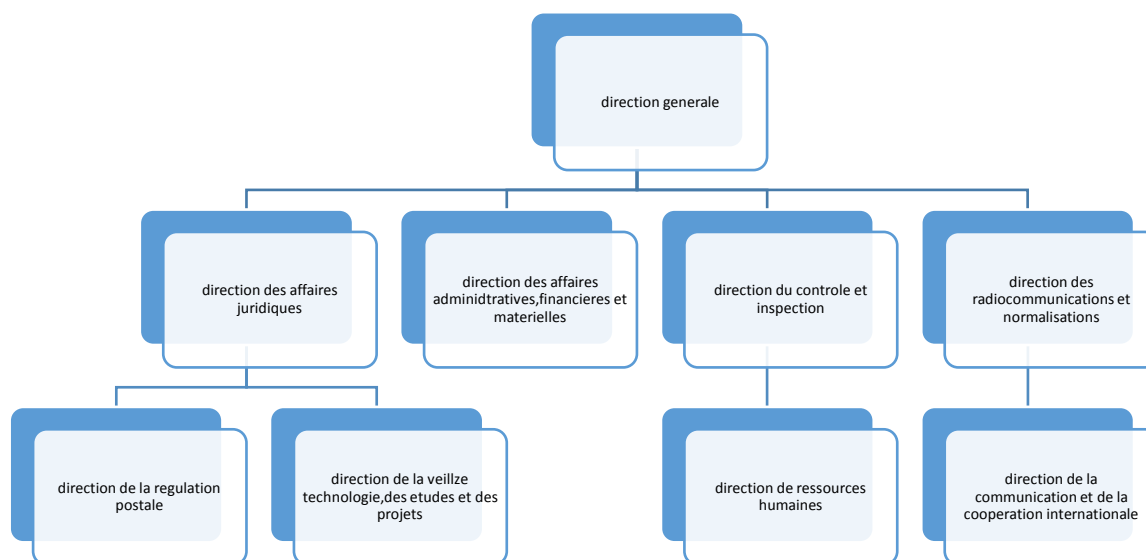 direction generale
direction des affaires
juridiques
direction des affaires
adminidtratives,financieres et
materielles
direction du controle et
inspection
direction des
radiocommunications et
normalisations
direction de la regulation
postale
direction de la veillze
technologie,des etudes et des
projets
direction de ressources
humaines
direction de la
communication et de la
cooperation internationale